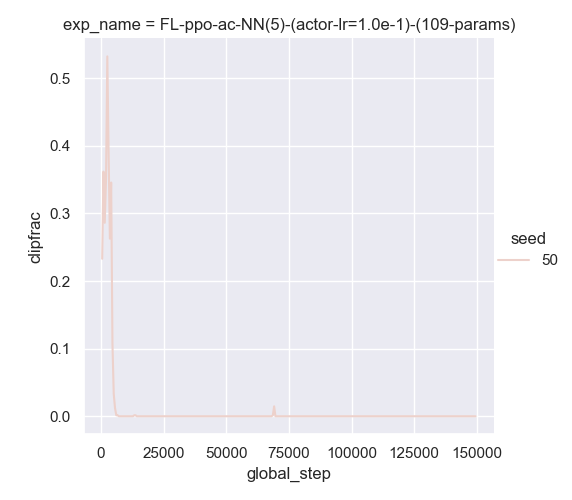 exp_name = FL-ppo-ac-NN(5)-(actor-lr=1.0e-1)-(109-params)
0.5
0.4
0.3
0.2
0.1
0.0
clipfrac
0 25000 50000 75000 100000 125000 150000
global_step
seed
50